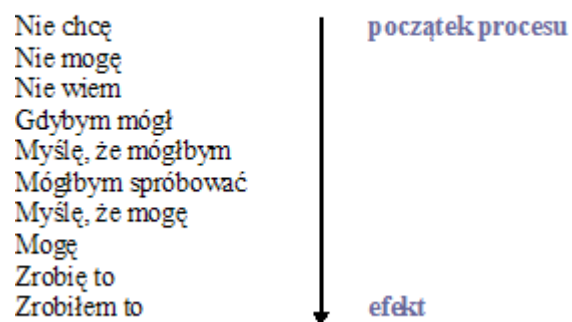 Nie chcę
początek procesu
Nie mogę
Nie wiem
Gdybym mógł
Myślę, że mógłbym
Mógłbym spróbować
Myślę, że mogę
Mogę
Zrobię to
Zrobiłem to
efekt